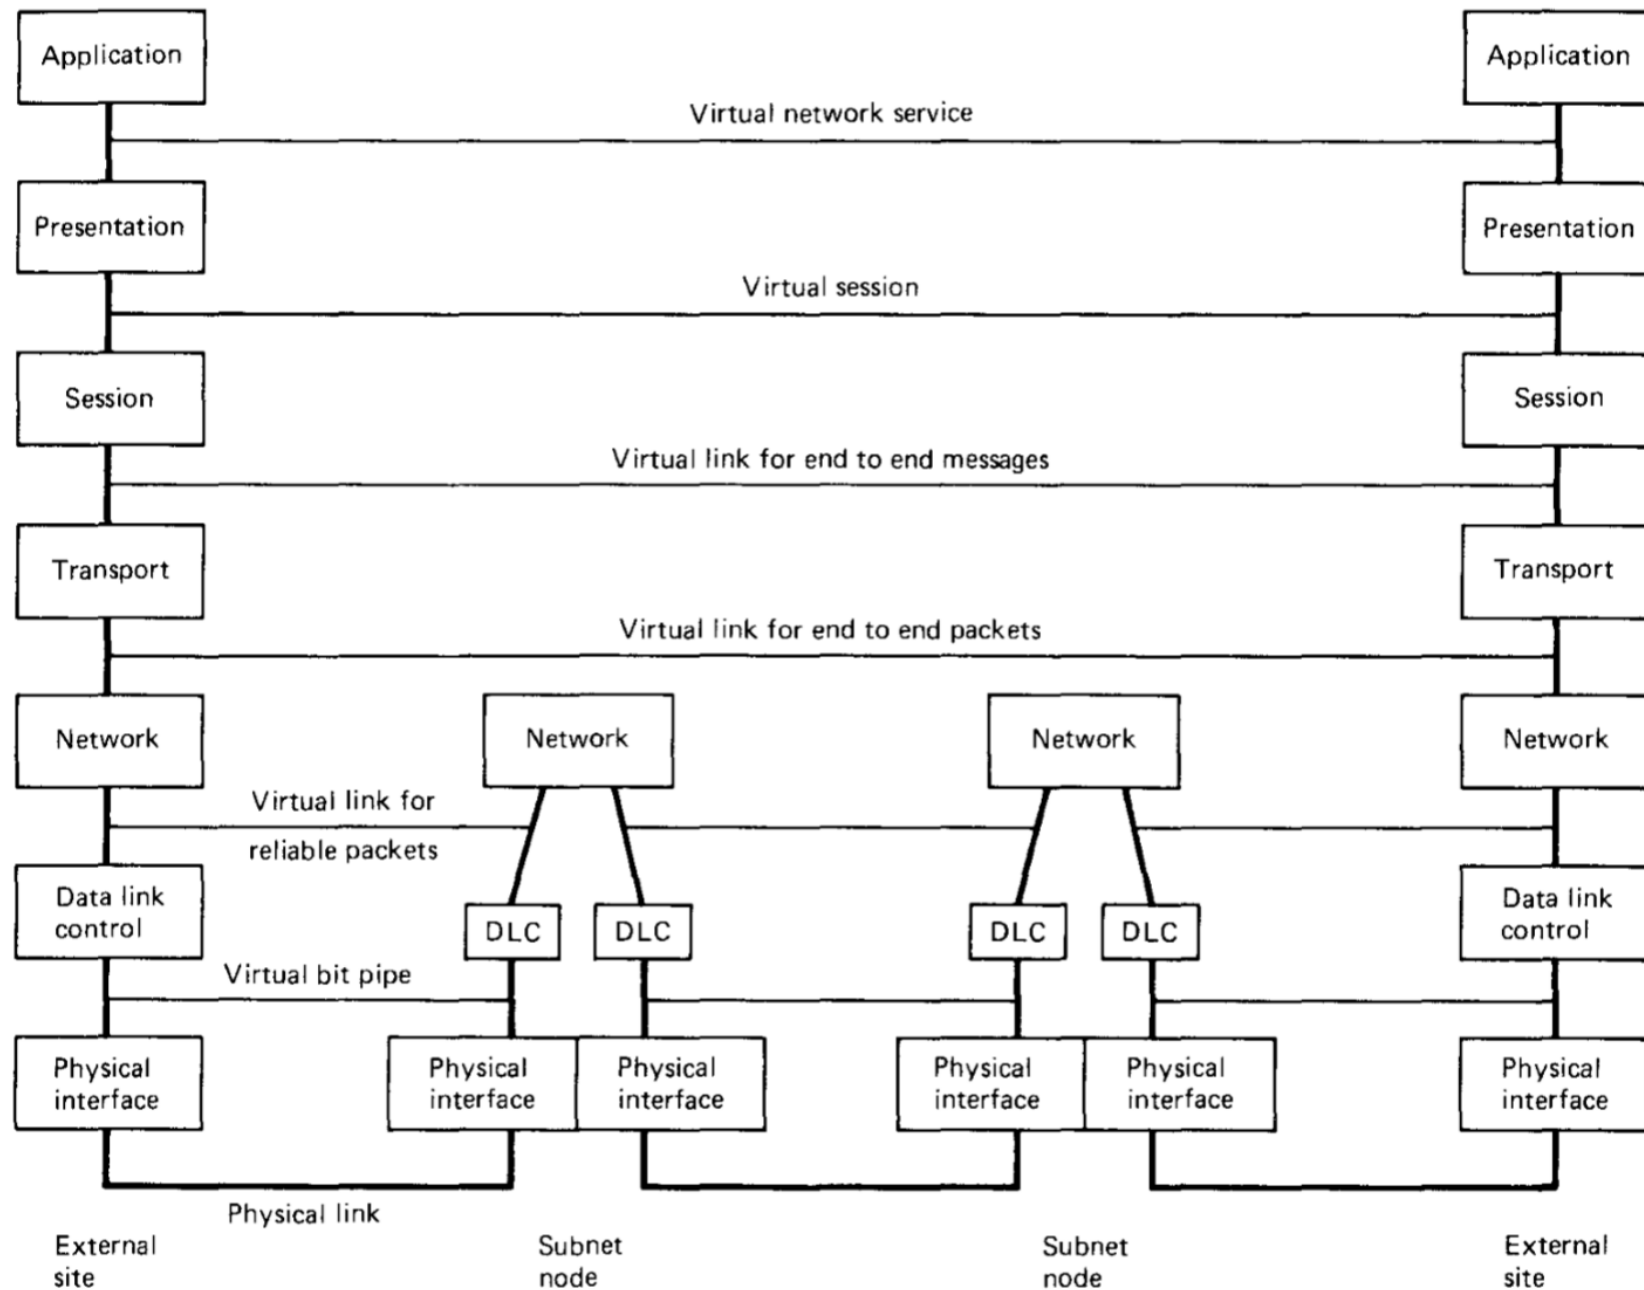 Application
Application
Virtual network service
Presentation
Presentation
Virtual session
Session
Session
Virtual link for end to end messages
Transport
Transport
Virtual link for end to end packets
Network
Network
Network
Network
Virtual link for
reliable packets
Data link
control
DLC
DLC
DLC
DLC
Data link
control
Virtual bit pipe
Physical
interface
Physical
interface
Physical
interface
Physical
interface
Physical
interface
Physical
interface
Physical link
External
site
Subnet
node
Subnet
node
External
site